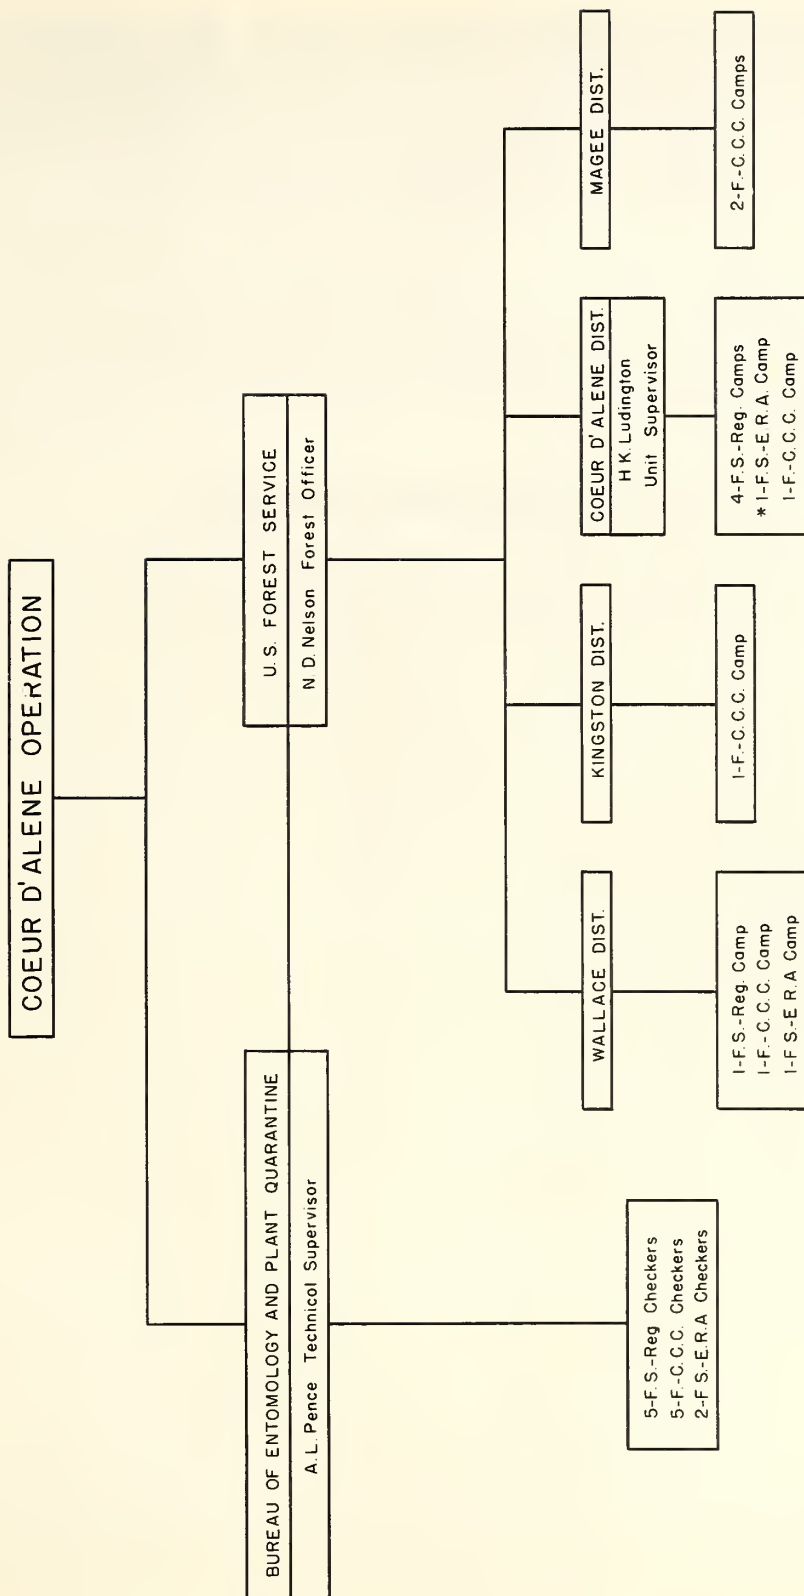 COEUR D'ALENE OPERATION
BUREAU OF ENTOMOLOGY AND PLANT QUARANTINE
A.L. Pence Technicol Supervisor
U.S. FOREST SERVICE
N. D. Nelson Forest Officer
5-F.S.-Reg Checkers
5-F.-C.C.C. Checkers
2-F S.-E.R.A Checkers
WALLACE DIST.
1-F.S.-Reg. Camp
1-F.-C.C.C. Camp
1-F S.-E R.A Camp
KINGSTON DIST.
1-F.-C.C.C. Camp
COEUR D'ALENE DIST.
H K. Ludington
Unit Supervisor
4-F.S.-Reg. Camps
* 1-F.S.-E.R.A. Camp
1-F.-C.C.C. Camp
MAGEE DIST.
2-F.-C.C.C. Camps